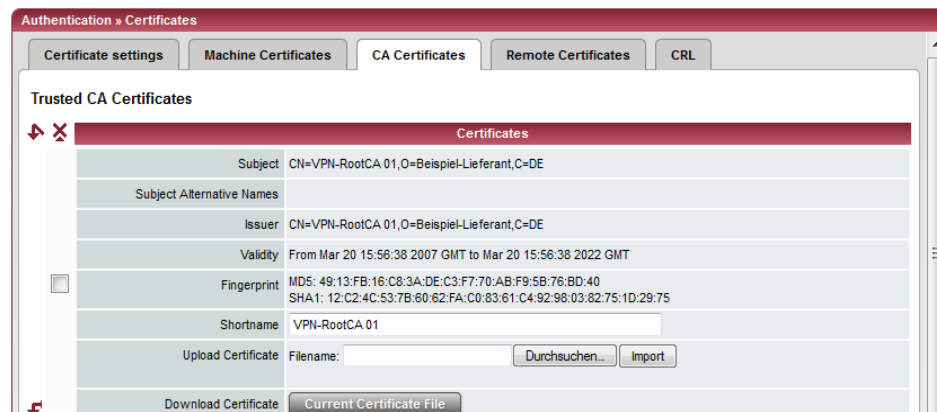 Authentication » Certificates
Certificate settings Machine Certificates CA Certificates Remote Certificates CRL
Trusted CA Certificates
Certificates
Subject CN=VPN-RootCA 01,O=Beispiel-Lieferant,C=DE
Subject Alternative Names
Issuer CN=VPN-RootCA 01,O=Beispiel-Lieferant,C=DE
Validity From Mar 20 15:56:38 2007 GMT to Mar 20 15:56:38 2022 GMT
Fingerprint MD5: 49:13:FB:16:C8:3A:DE:C3:F7:70:AB:F9:5B:76:BD:40
SHA1: 12:C2:4C:53:7B:60:62:FA:C0:83:61:C4:92:98:03:82:75:1D:29:75
Shortname VPN-RootCA 01
Upload Certificate Filename: Durchsuchen... Import
Download Certificate Current Certificate File